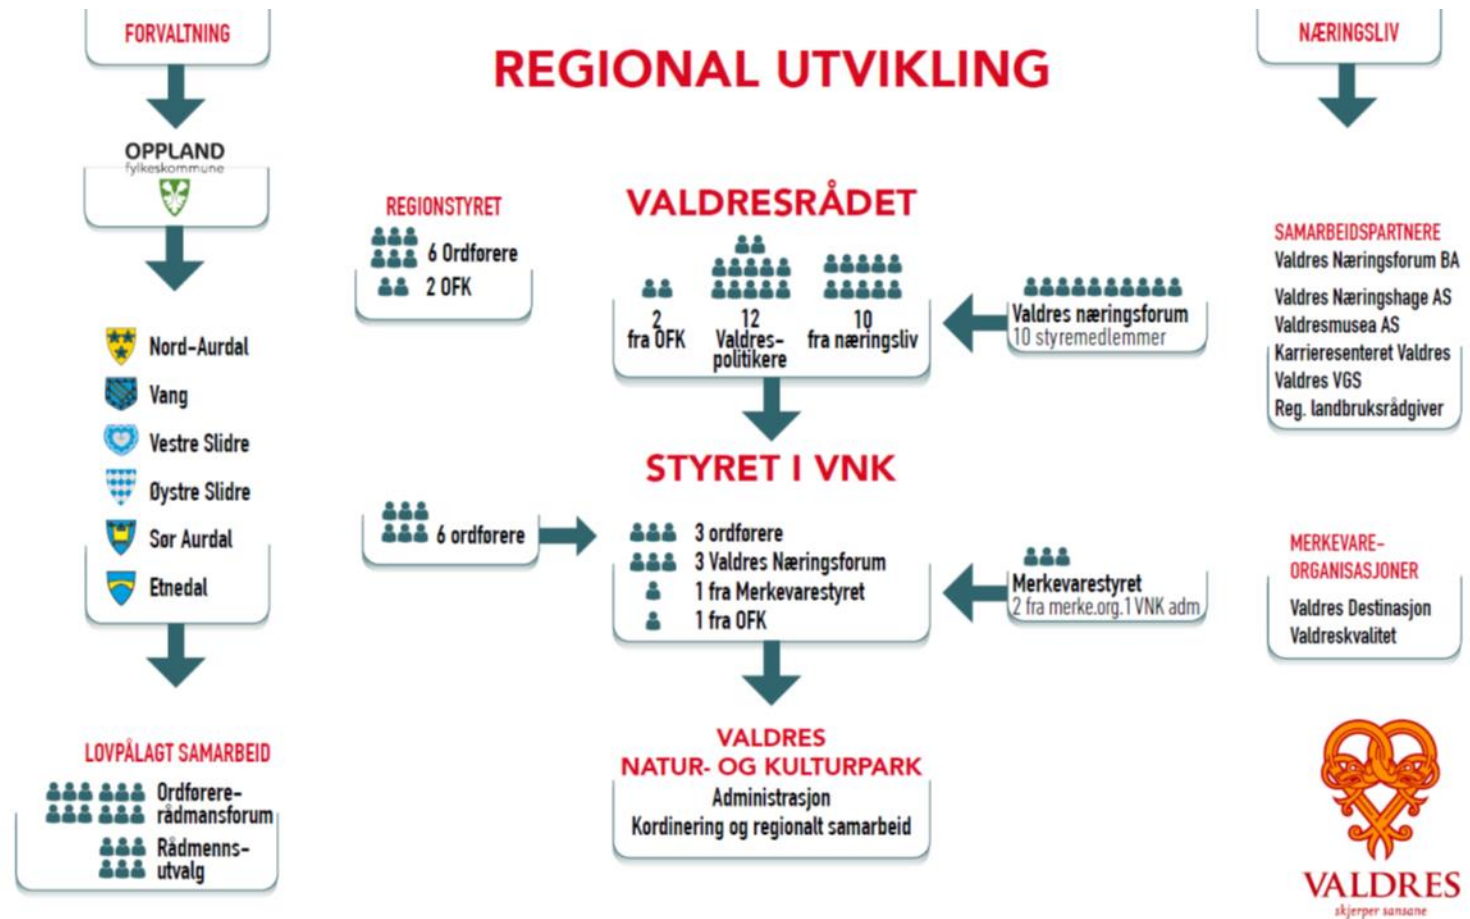 FORVALTNING
OPPLAND
fylkeskommune
Nord-Aurdal
Vang
Vestre Slidre
Øystre Slidre
Sør Aurdal
Etnedal
LOVPÅLAGT SAMARBEID
Ordførere-
rådmansforum
Rådmenns-
utvalg
REGIONAL UTVIKLING
REGIONSTYRET
6 Ordførere
2 OFK
VALDRESRÅDET
2
fra OFK
12
Valdres-
politikere
10
fra næringsliv
Valdres næringsforum
10 styremedlemmer
STYRET I VNK
6 ordførere
3 ordførere
3 Valdres Næringsforum
1 fra Merkevarestyret
1 fra OFK
Merkevarestyret
2 fra merke.org.1 VNK adm
VALDRES
NATUR- OG KULTURPARK
Administrasjon
Kordinering og regionalt samarbeid
NÆRINGSLIV
SAMARBEIDSPARTNERE
Valdres Næringsforum BA
Valdres Næringshage AS
Valdresmusea AS
Karrieresenteret Valdres
Valdres VGS
Reg. landbruksrådgiver
MERKEVARE-
ORGANISASJONER
Valdres Destinasjon
Valdreskvalitet
VALDRES
skjerper sansane